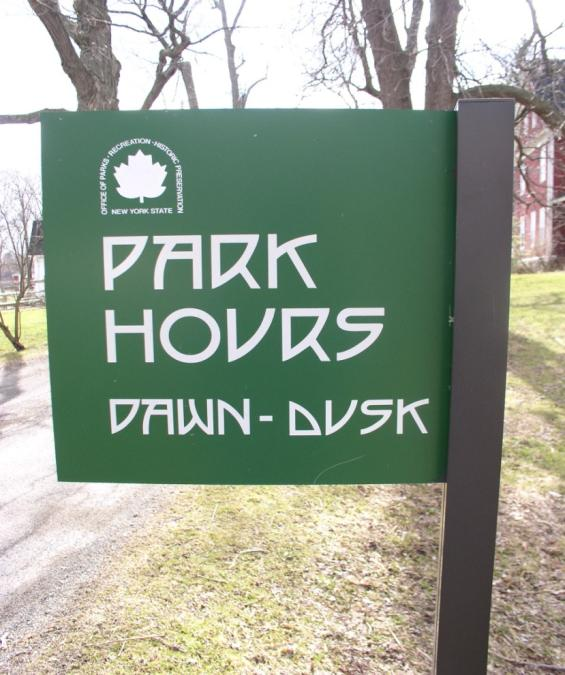 OFFICE OF PARKS · RECREATION · HISTORIC PRESERVATION
NEW YORK STATE
PARK
HOURS
DAWN - DUSK